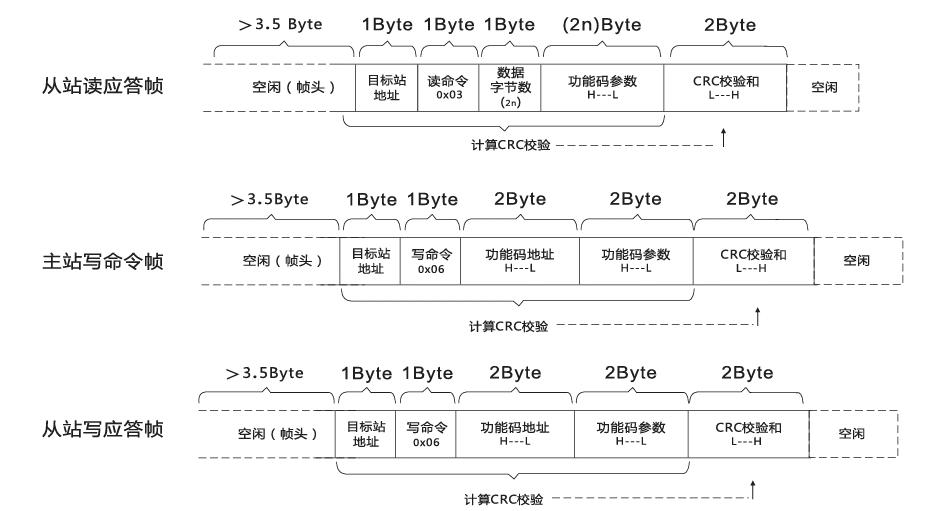 >3.5 Byte 1Byte 1Byte 1Byte (2n)Byte 2Byte
从站读应答帧
空闲（帧头）
目标站
地址
读命令
0x03
数据
字节数
(2n)
功能码参数
H---L
CRC校验和
L---H
空闲
计算CRC校验
>3.5Byte 1Byte 1Byte 2Byte 2Byte 2Byte
主站写命令帧
空闲（帧头）
目标站
地址
写命令
0x06
功能码地址
H---L
功能码参数
H---L
CRC校验和
L---H
空闲
计算CRC校验
>3.5Byte 1Byte 1Byte 2Byte 2Byte 2Byte
从站写应答帧
空闲（帧头）
目标站
地址
写命令
0x06
功能码地址
H---L
功能码参数
H---L
CRC校验和
L---H
空闲
计算CRC校验